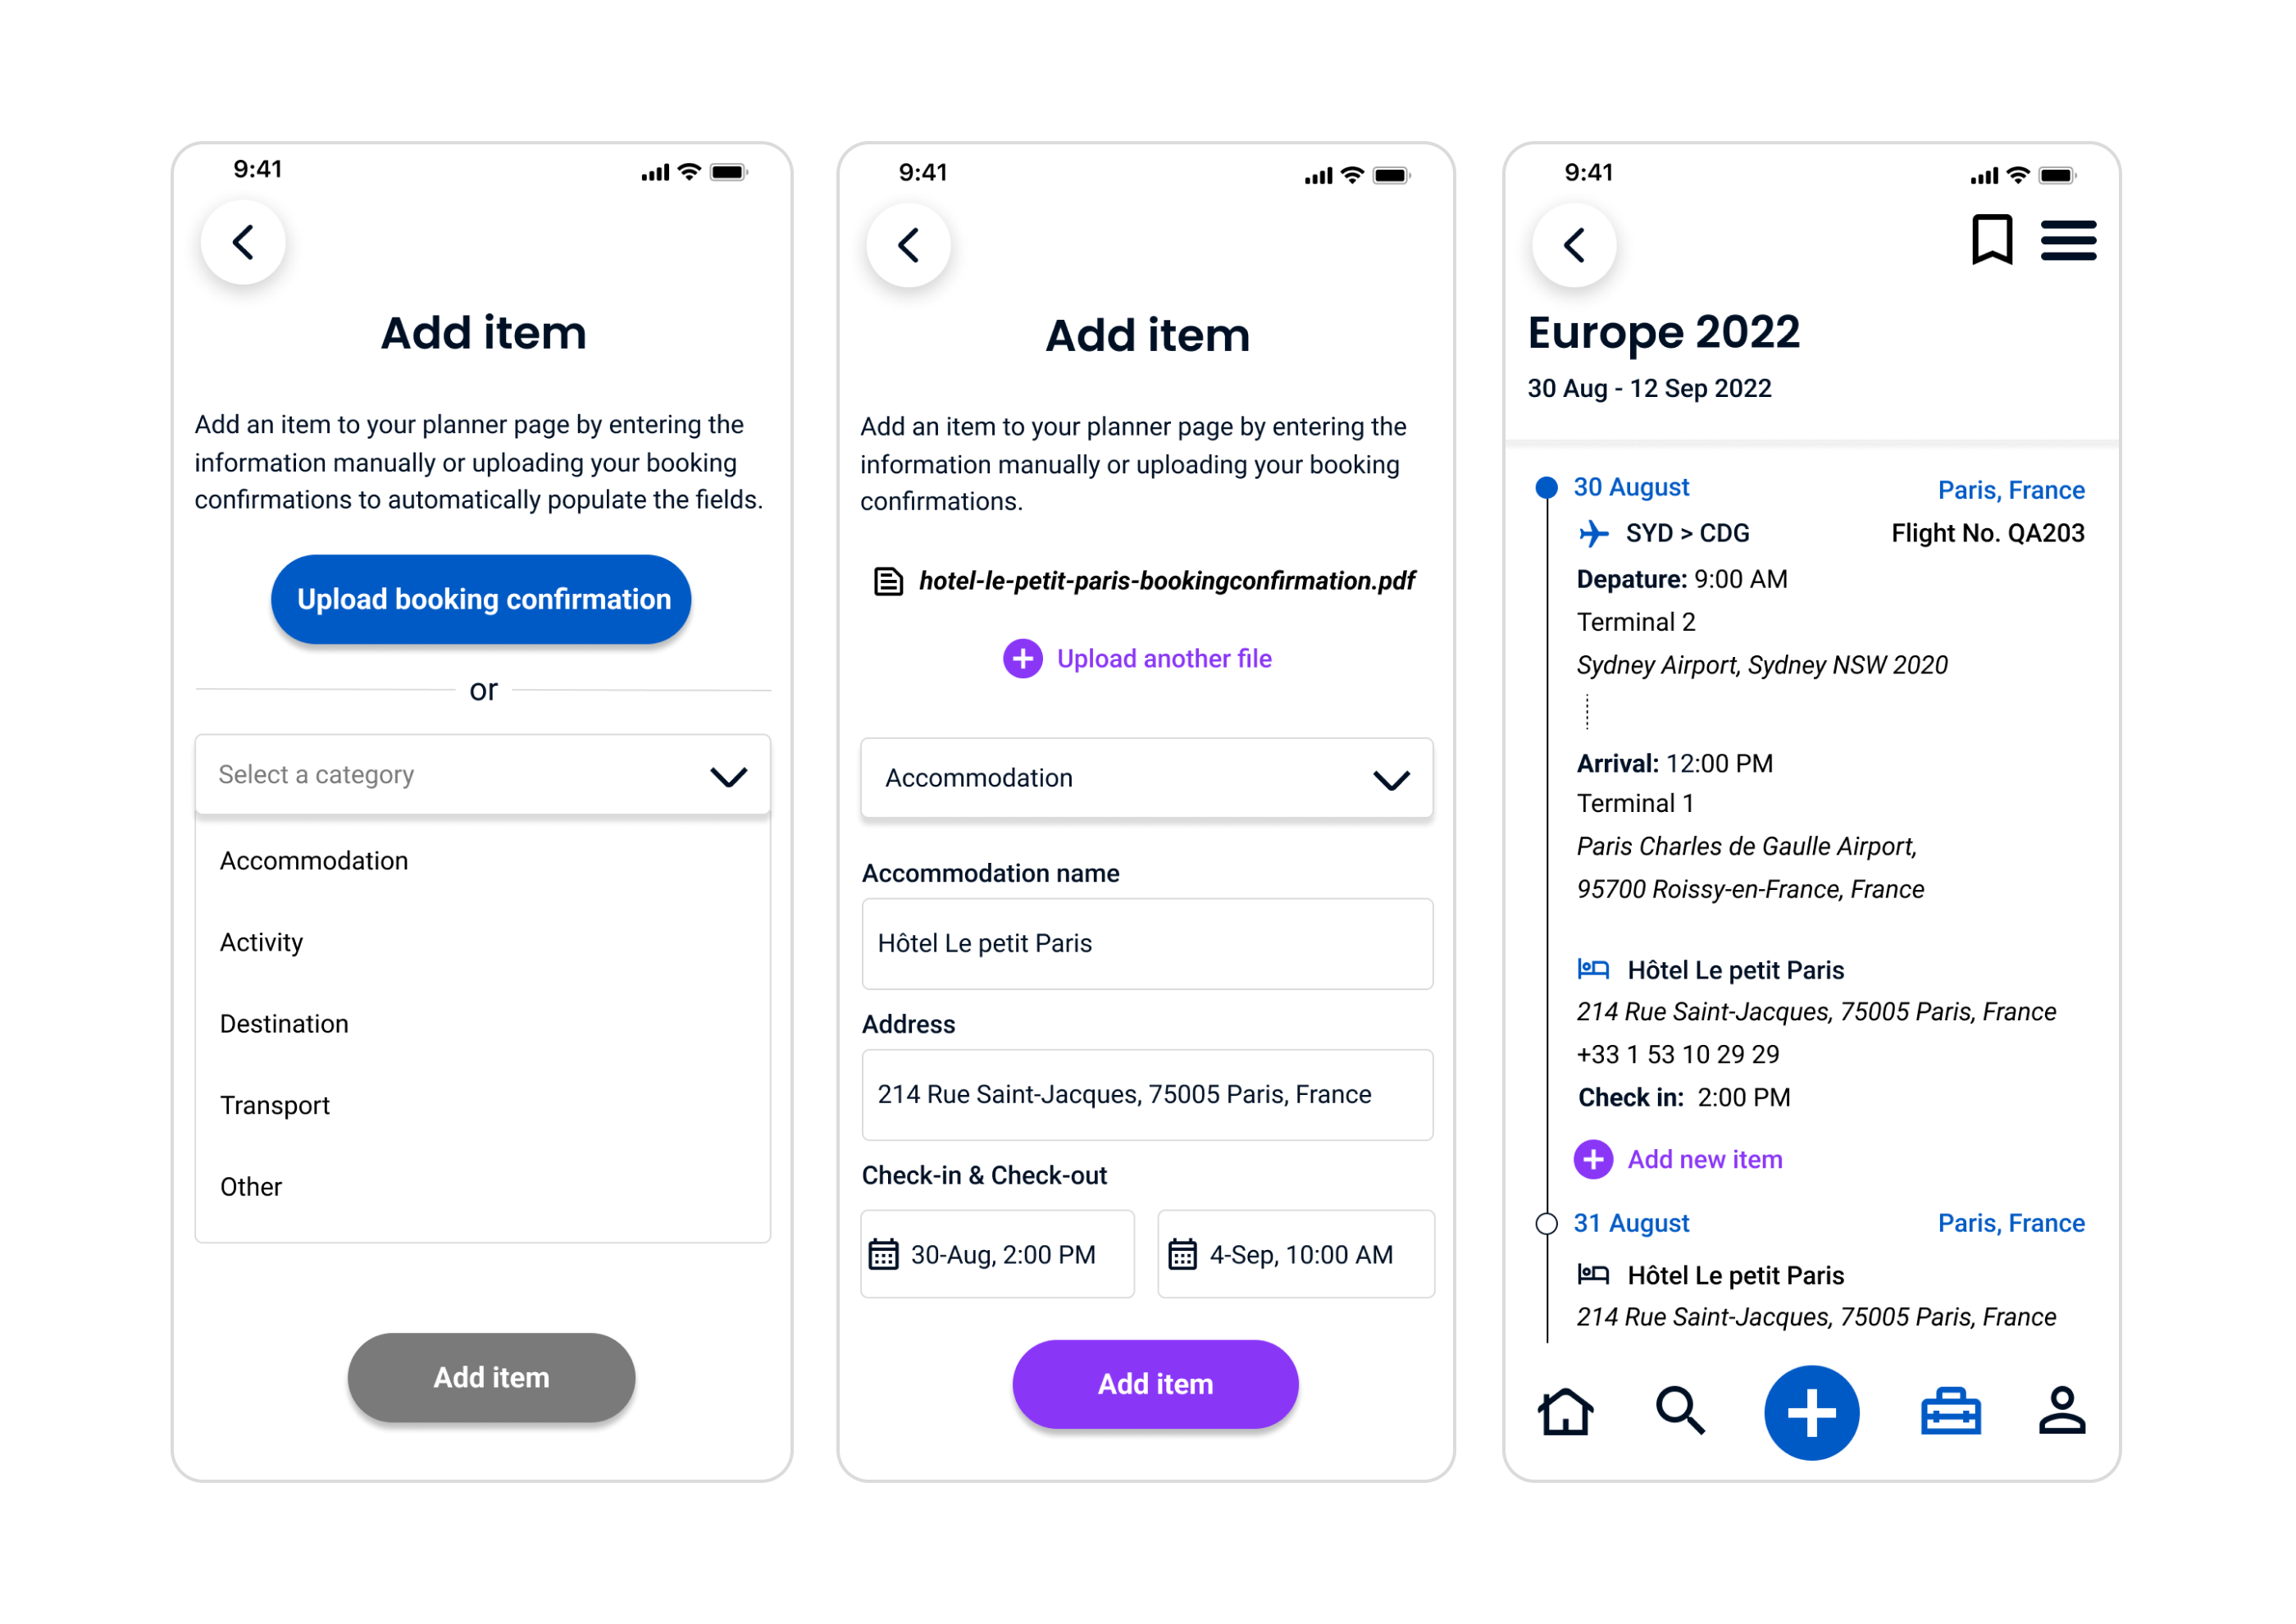 9:41
Add item
Add an item to your planner page by entering the
information manually or uploading your booking
confirmations to automatically populate the fields.
Upload booking confirmation
or
Select a category
Accommodation
Activity
Destination
Transport
Other
Add item
9:41
Add item
Add an item to your planner page by entering the
information manually or uploading your booking
confirmations.
hotel-le-petit-paris-bookingconfirmation.pdf
Upload another file
Accommodation
Accommodation name
Hôtel Le petit Paris
Address
214 Rue Saint-Jacques, 75005 Paris, France
Check-in & Check-out
30-Aug, 2:00 PM
4-Sep, 10:00 AM
Add item
9:41
Europe 2022
30 Aug - 12 Sep 2022
30 August
Paris, France
SYD > CDG
Flight No. QA203
Depature: 9:00 AM
Terminal 2
Sydney Airport, Sydney NSW 2020
Arrival: 12:00 PM
Terminal 1
Paris Charles de Gaulle Airport,
95700 Roissy-en-France, France
Hôtel Le petit Paris
214 Rue Saint-Jacques, 75005 Paris, France
+33 1 53 10 29 29
Check in: 2:00 PM
Add new item
31 August
Paris, France
Hôtel Le petit Paris
214 Rue Saint-Jacques, 75005 Paris, France